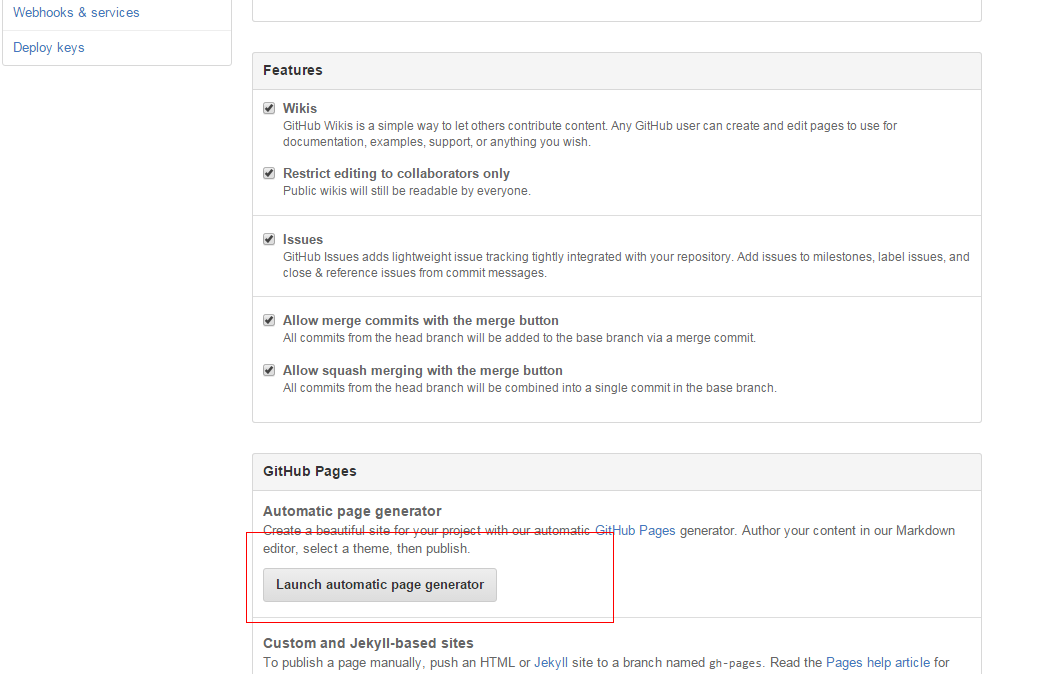 Webhooks & services
Deploy keys
Features
Wikis
GitHub Wikis is a simple way to let others contribute content. Any GitHub user can create and edit pages to use for
documentation, examples, support, or anything you wish.
Restrict editing to collaborators only
Public wikis will still be readable by everyone.
Issues
GitHub Issues adds lightweight issue tracking tightly integrated with your repository. Add issues to milestones, label issues, and
close & reference issues from commit messages.
Allow merge commits with the merge button
All commits from the head branch will be added to the base branch via a merge commit.
Allow squash merging with the merge button
All commits from the head branch will be combined into a single commit in the base branch.
GitHub Pages
Automatic page generator
Create a beautiful site for your project with our automatic GitHub Pages generator. Author your content in our Markdown
editor, select a theme, then publish.
Launch automatic page generator
Custom and Jekyll-based sites
To publish a page manually, push an HTML or Jekyll site to a branch named gh-pages. Read the Pages help article for